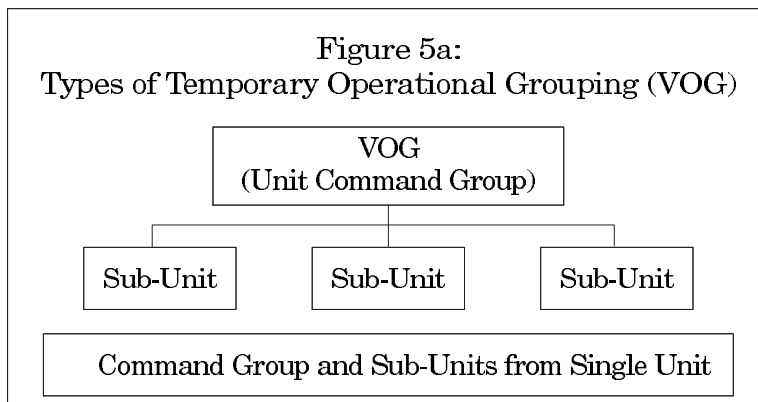 Figure 5a:
Types of Temporary Operational Grouping (VOG)
VOG
(Unit Command Group)
Sub-Unit Sub-Unit Sub-Unit
Command Group and Sub-Units from Single Unit